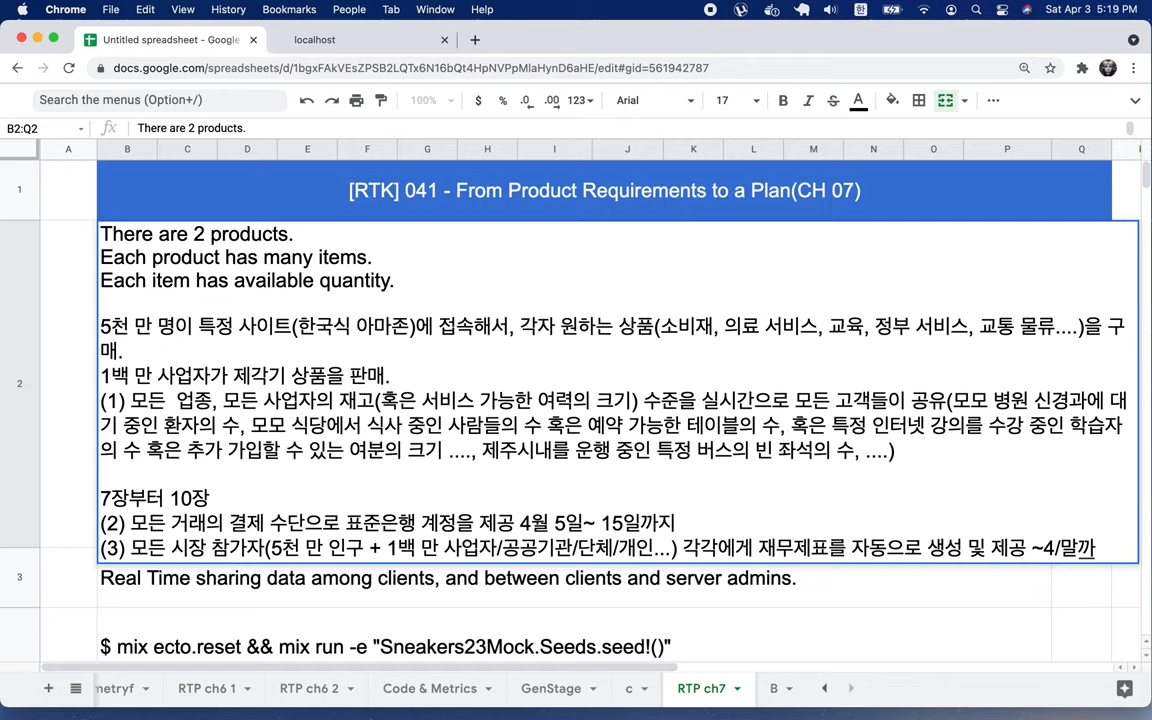 Chrome File Edit View History Bookmarks People Tab Window Help 한 Sat Apr 3 5:19 PM
Untitled spreadsheet - Google localhost
docs.google.com/spreadsheets/d/1bgxFAkVEsZPSB2LQTx6N16bQt4HpNVPpMlaHynD6aHE/edit#gid=561942787
Search the menus (Option+/) 100% $ % .0 .00 123 Arial 17 B I S A
B2:Q2 fx There are 2 products.
A B C D E F G H I J K L M N O P Q
1 [RTK] 041 - From Product Requirements to a Plan(CH 07)
There are 2 products.
Each product has many items.
Each item has available quantity.
5천 만 명이 특정 사이트(한국식 아마존)에 접속해서, 각자 원하는 상품(소비재, 의료 서비스, 교육, 정부 서비스, 교통 물류....)을 구
매.
1백 만 사업자가 제각기 상품을 판매.
2
(1) 모든  업종, 모든 사업자의 재고(혹은 서비스 가능한 여력의 크기) 수준을 실시간으로 모든 고객들이 공유(모모 병원 신경과에 대
기 중인 환자의 수, 모모 식당에서 식사 중인 사람들의 수 혹은 예약 가능한 테이블의 수, 혹은 특정 인터넷 강의를 수강 중인 학습자
의 수 혹은 추가 가입할 수 있는 여분의 크기 ...., 제주시내를 운행 중인 특정 버스의 빈 좌석의 수, ....)
7장부터 10장
(2) 모든 거래의 결제 수단으로 표준은행 계정을 제공 4월 5일~ 15일까지
(3) 모든 시장 참가자(5천 만 인구 + 1백 만 사업자/공공기관/단체/개인...) 각각에게 재무제표를 자동으로 생성 및 제공 ~4/말까
3 Real Time sharing data among clients, and between clients and server admins.
$ mix ecto.reset && mix run -e "Sneakers23Mock.Seeds.seed!()"
metryf RTP ch6 1 RTP ch6 2 Code & Metrics GenStage c RTP ch7 B